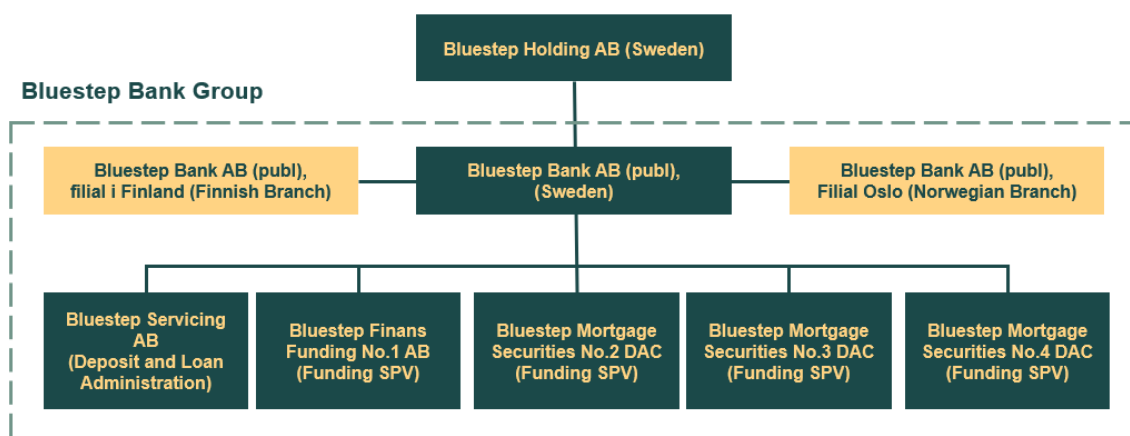 Bluestep Holding AB (Sweden)
Bluestep Bank Group
Bluestep Bank AB (publ),
filial i Finland (Finnish Branch)
Bluestep Bank AB (publ),
(Sweden)
Bluestep Bank AB (publ),
Filial Oslo (Norwegian Branch)
Bluestep Servicing
AB
(Deposit and Loan
Administration)
Bluestep Finans
Funding No.1 AB
(Funding SPV)
Bluestep Mortgage
Securities No.2 DAC
(Funding SPV)
Bluestep Mortgage
Securities No.3 DAC
(Funding SPV)
Bluestep Mortgage
Securities No.4 DAC
(Funding SPV)